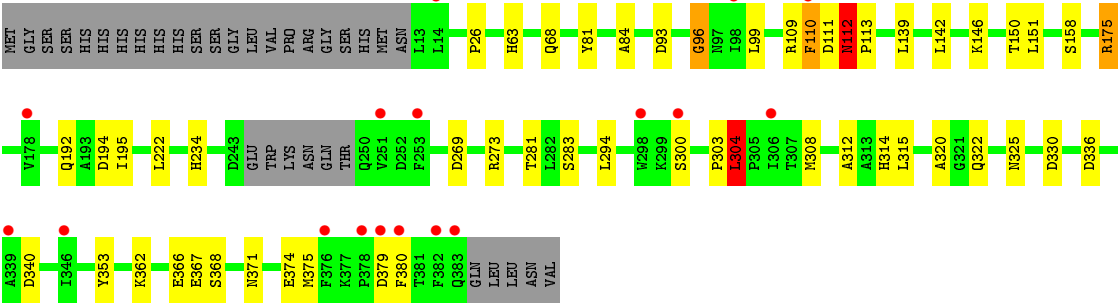 MET GLY SER SER HIS HIS HIS HIS HIS HIS SER SER GLY LEU VAL PRO ARG GLY SER HIS MET ASN L13 L14 P26 H63 Q68 Y81 A84 D93 G96 N97 I98 L99 R109 F110 D111 N112 P113 L139 L142 K146 T150 L151 S158 R175
V178 Q192 A193 D194 I195 L222 H234 D243 GLU TRP LYS ASN GLN THR Q250 V251 D252 F253 D269 R273 T281 L282 S283 L294 W298 K299 S300 P303 L304 P305 I306 T307 M308 A312 A313 H314 L315 A320 G321 Q322 N325 D330 D336
A339 D340 I346 Y353 K362 E366 E367 S368 N371 E374 M375 F376 K377 P378 D379 F380 T381 F382 Q383 GLN LEU LEU ASN VAL